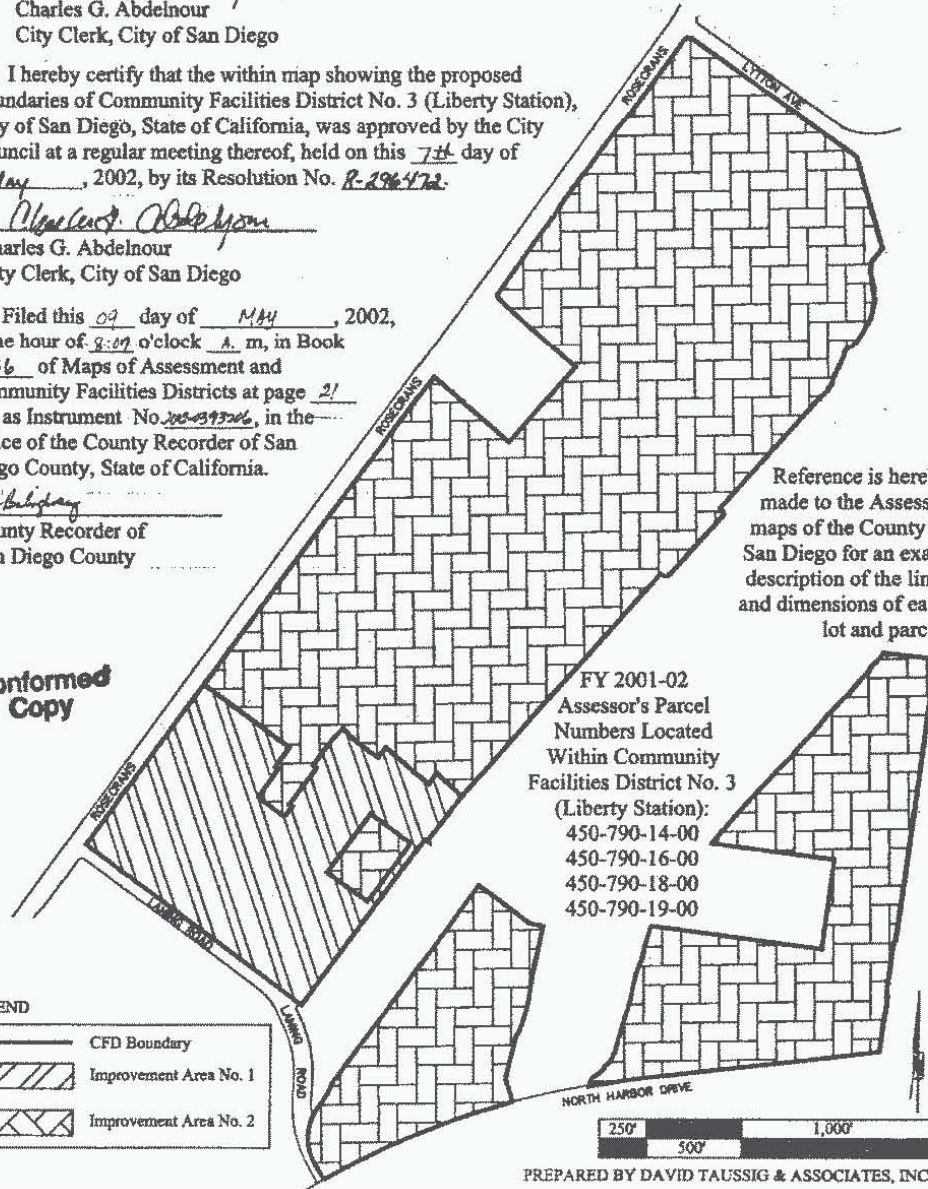 Charles G. Abdelnour
City Clerk, City of San Diego
I hereby certify that the within map showing the proposed
undaries of Community Facilities District No. 3 (Liberty Station),
y of San Diego, State of California, was approved by the City
uncil at a regular meeting thereof, held on this 7th day of
May, 2002, by its Resolution No. R-296472.
harles G. Abdelnour
ty Clerk, City of San Diego
Filed this 09 day of MAY, 2002,
he hour of 8:09 o'clock A. m, in Book
36 of Maps of Assessment and
mmunity Facilities Districts at page 21
as Instrument No. in the
ce of the County Recorder of San
go County, State of California.
unty Recorder of
n Diego County
onformed
Copy
ROSECRANS
LYTTON AVE
ROSECRANS
Reference is here
made to the Assess
maps of the County
San Diego for an exa
description of the lin
and dimensions of ea
lot and parc
FY 2001-02
Assessor's Parcel
Numbers Located
Within Community
Facilities District No. 3
(Liberty Station):
450-790-14-00
450-790-16-00
450-790-18-00
450-790-19-00
ROSECRANS
LANING ROAD
LANING ROAD
NORTH HARBOR DRIVE
END
CFD Boundary
Improvement Area No. 1
Improvement Area No. 2
250' 1,000'
500'
PREPARED BY DAVID TAUSSIG & ASSOCIATES, INC